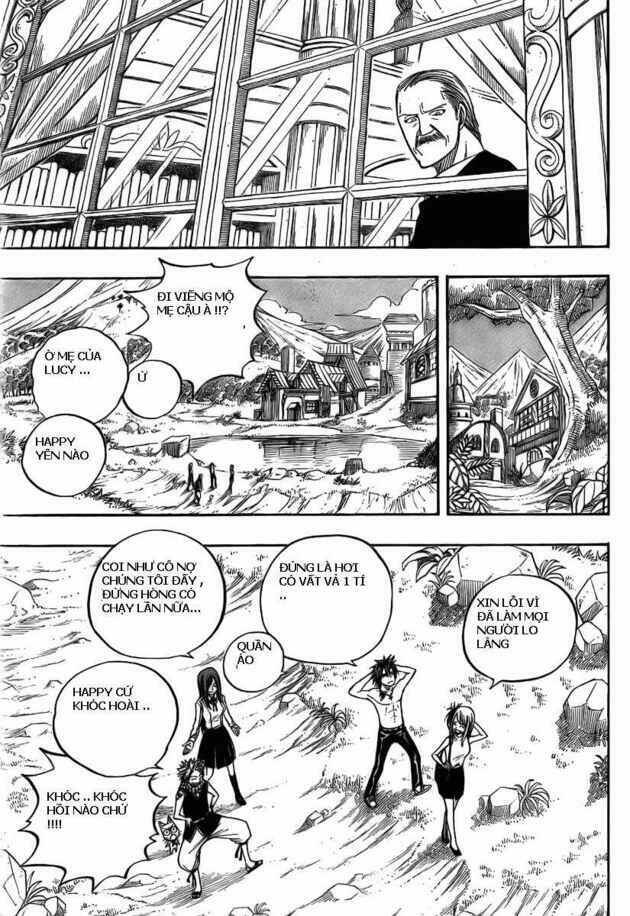 ĐI VIẾNG MỘ
MẸ CẬU À !!?
Ờ MẸ CỦA
LUCY ...
Ừ
HAPPY
YÊN NÀO
COI NHƯ CÔ NỢ
CHÚNG TÔI ĐẤY ,
ĐỪNG HÒNG CÓ
CHẠY LẦN NỮA...
ĐÚNG LÀ HƠI
CÓ VẤT VẢ 1 TÍ
..
XIN LỖI VÌ
ĐÃ LÀM MỌI
NGƯỜI LO
LẮNG
QUẦN
ÁO
HAPPY CỨ
KHÓC HOÀI ..
KHÓC .. KHÓC
HỒI NÀO CHỨ
!!!!